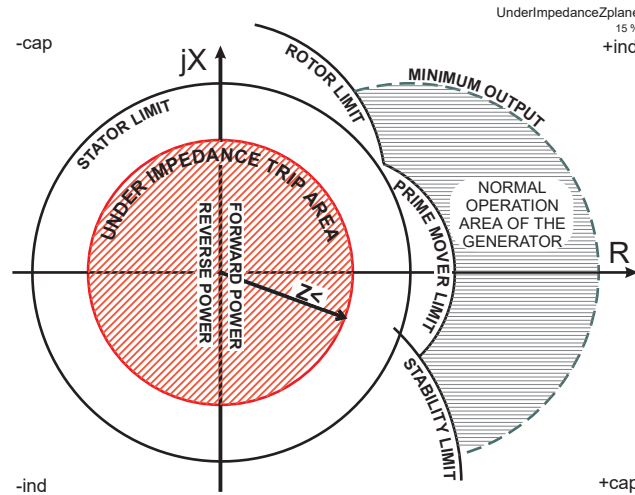 UnderImpedanceZplane
15 %
-cap
jX
+ind
ROTOR LIMIT
MINIMUM OUTPUT
STATOR LIMIT
UNDER IMPEDANCE TRIP AREA
PRIME MOVER LIMIT
NORMAL
OPERATION
AREA OF THE
GENERATOR
R
REVERSE POWER
FORWARD POWER
Z<
STABILITY LIMIT
-ind
+cap